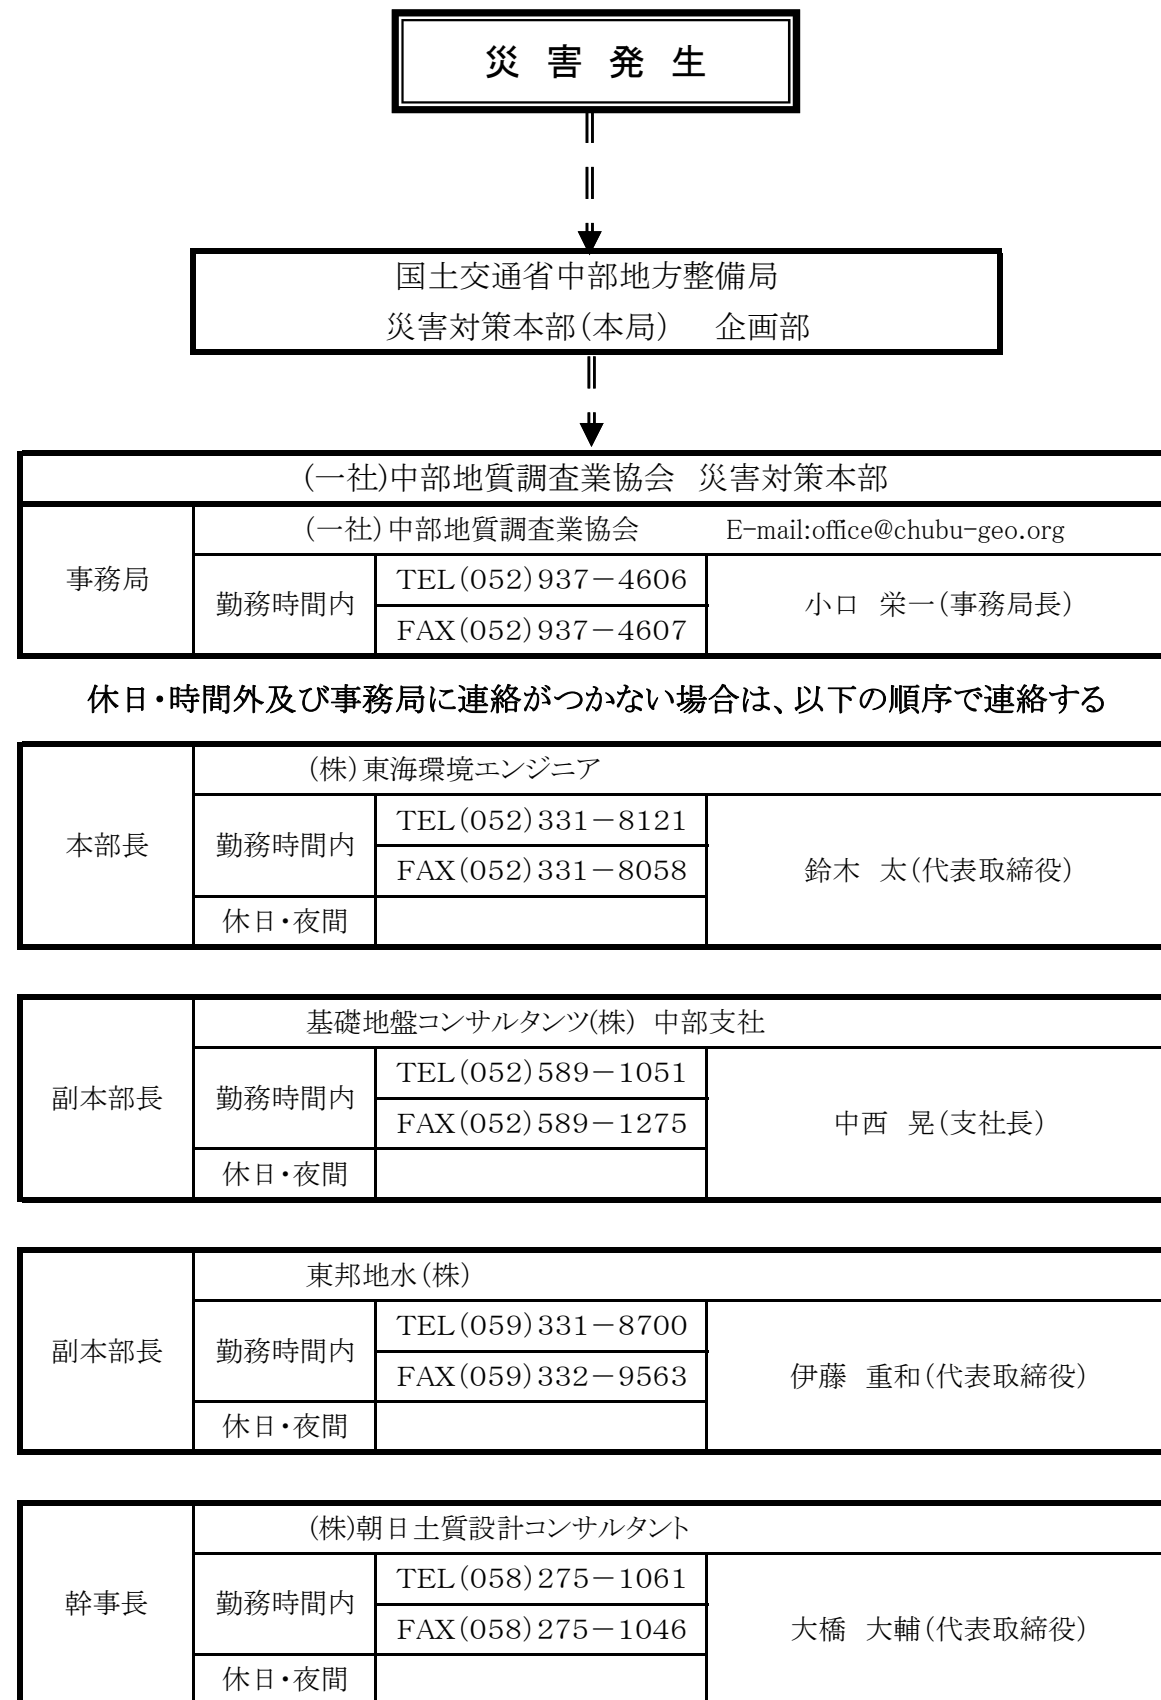 災害発生
国土交通省中部地方整備局
災害対策本部(本局)　企画部
(一社)中部地質調査業協会　災害対策本部
事務局
(一社)中部地質調査業協会　E-mail:office@chubu-geo.org
勤務時間内
TEL(052)937－4606
FAX(052)937－4607
小口　栄一(事務局長)
休日・時間外及び事務局に連絡がつかない場合は、以下の順序で連絡する
本部長
(株)東海環境エンジニア
勤務時間内
TEL(052)331－8121
FAX(052)331－8058
鈴木　太(代表取締役)
休日・夜間
副本部長
基礎地盤コンサルタンツ(株)　中部支社
勤務時間内
TEL(052)589－1051
FAX(052)589－1275
中西　晃(支社長)
休日・夜間
副本部長
東邦地水(株)
勤務時間内
TEL(059)331－8700
FAX(059)332－9563
伊藤　重和(代表取締役)
休日・夜間
幹事長
(株)朝日土質設計コンサルタント
勤務時間内
TEL(058)275－1061
FAX(058)275－1046
大橋　大輔(代表取締役)
休日・夜間